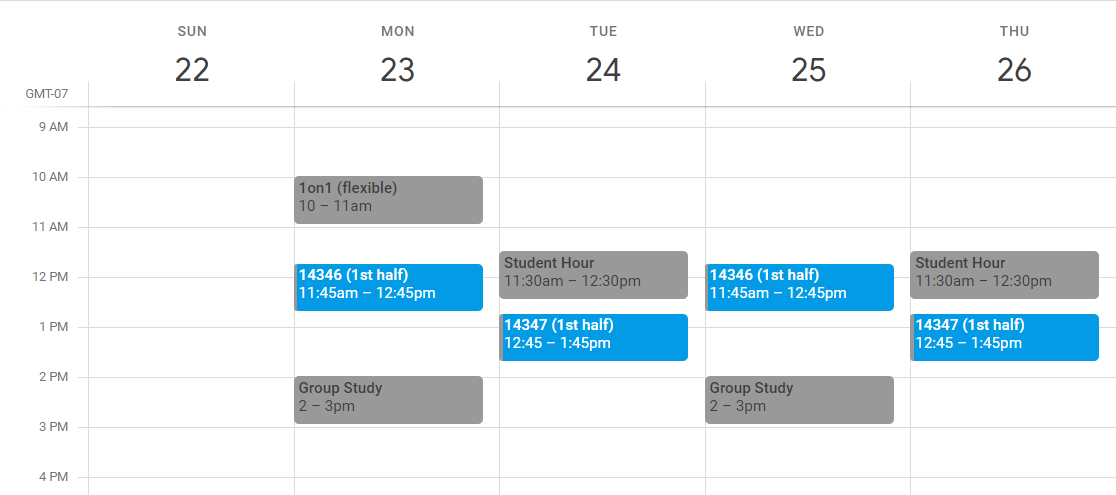 SUN MON TUE WED THU
22 23 24 25 26
GMT-07
9 AM
10 AM
1on1 (flexible)
10 – 11am
11 AM
Student Hour Student Hour
11:30am – 12:30pm 11:30am – 12:30pm
12 PM
14346 (1st half) 14346 (1st half)
11:45am – 12:45pm 11:45am – 12:45pm
1 PM
14347 (1st half) 14347 (1st half)
12:45 – 1:45pm 12:45 – 1:45pm
2 PM
Group Study Group Study
2 – 3pm 2 – 3pm
3 PM
4 PM